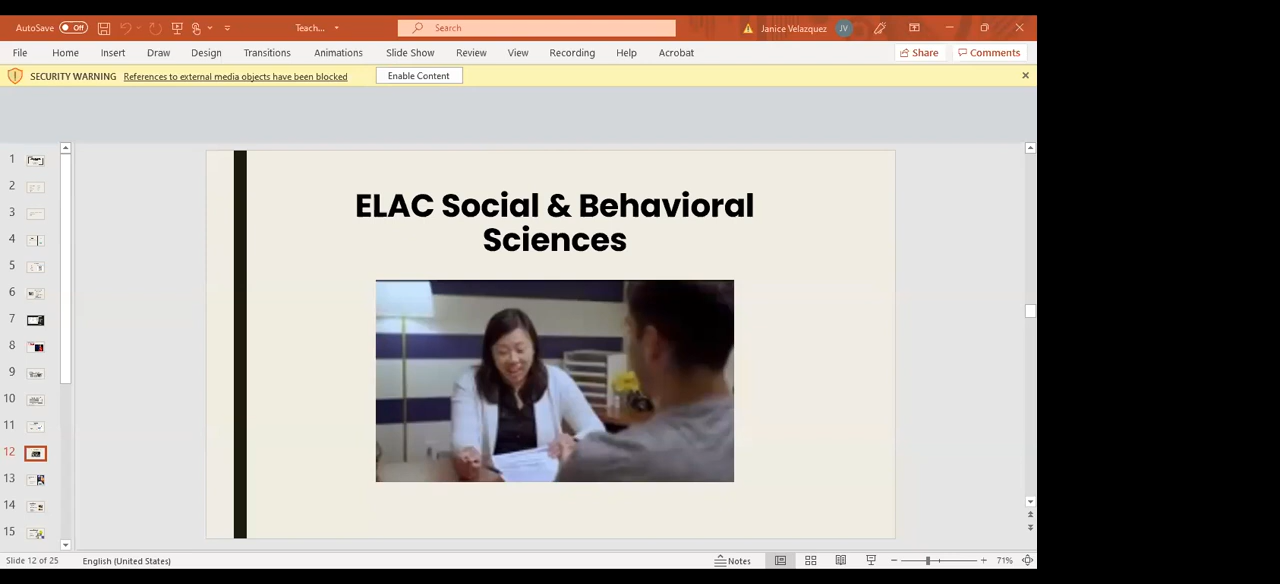 AutoSave Off Teach... Search Janice Velazquez JV
File Home Insert Draw Design Transitions Animations Slide Show Review View Recording Help Acrobat Share Comments
SECURITY WARNING References to external media objects have been blocked Enable Content
1
2
3
4
5
6
7
8
9
10
11
12
13
14
15
ELAC Social & Behavioral
Sciences
Slide 12 of 25 English (United States) Notes 71%